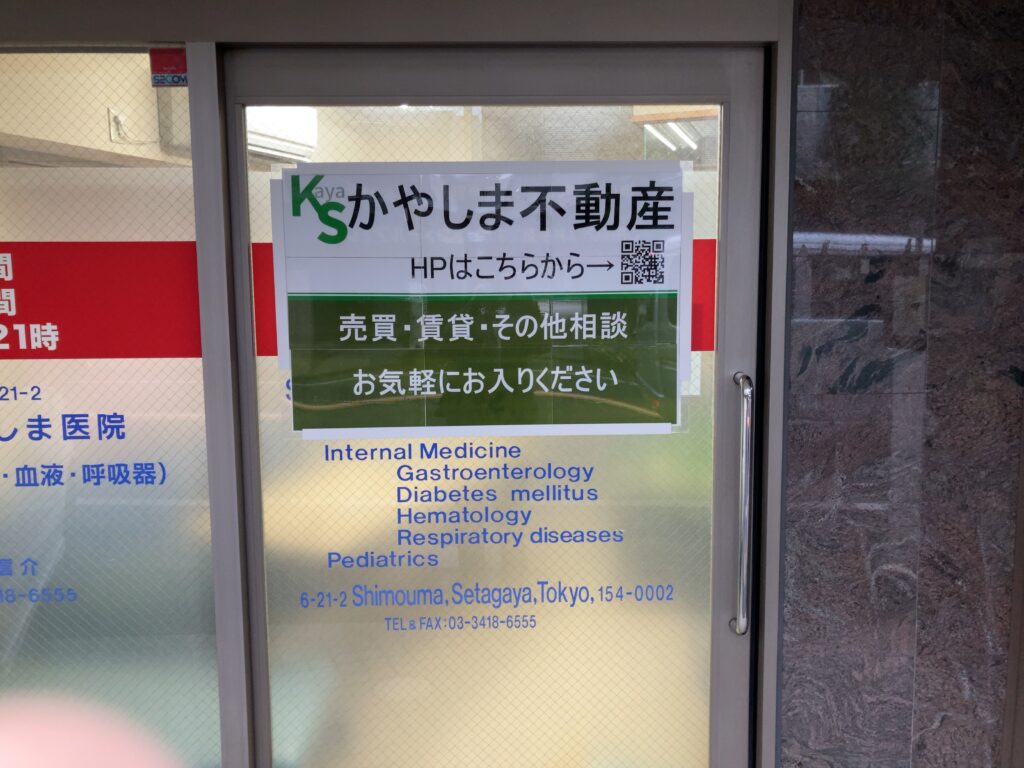 SECOM
間
間
21時
21-2
しま医院
・血液・呼吸器）
介
18-6555
Kaya
S
かやしま不動産
HPはこちらから→
売買・賃貸・その他相談
お気軽にお入りください
Internal Medicine
Gastroenterology
Diabetes mellitus
Hematology
Respiratory diseases
Pediatrics
6-21-2 Shimouma, Setagaya, Tokyo, 154-0002
TEL & FAX : 03-3418-6555